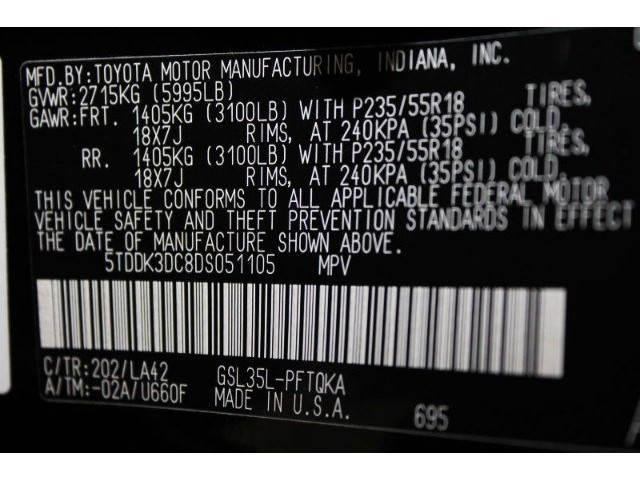 MFD.BY:TOYOTA MOTOR MANUFACTURING, INDIANA, INC.
GVWR:2715KG (5995LB)
GAWR:FRT. 1405KG (3100LB) WITH P235/55R18 TIRES,
18X7J RIMS, AT 240KPA (35PSI) COLD.
RR. 1405KG (3100LB) WITH P235/55R18 TIRES,
18X7J RIMS, AT 240KPA (35PSI) COLD.
THIS VEHICLE CONFORMS TO ALL APPLICABLE FEDERAL MOTOR
VEHICLE SAFETY AND THEFT PREVENTION STANDARDS IN EFFECT
THE DATE OF MANUFACTURE SHOWN ABOVE.
5TDDK3DC8DS051105 MPV
C/TR:202/LA42 GSL35L-PFTQKA
A/TM:-02A/U660F MADE IN U.S.A. 695